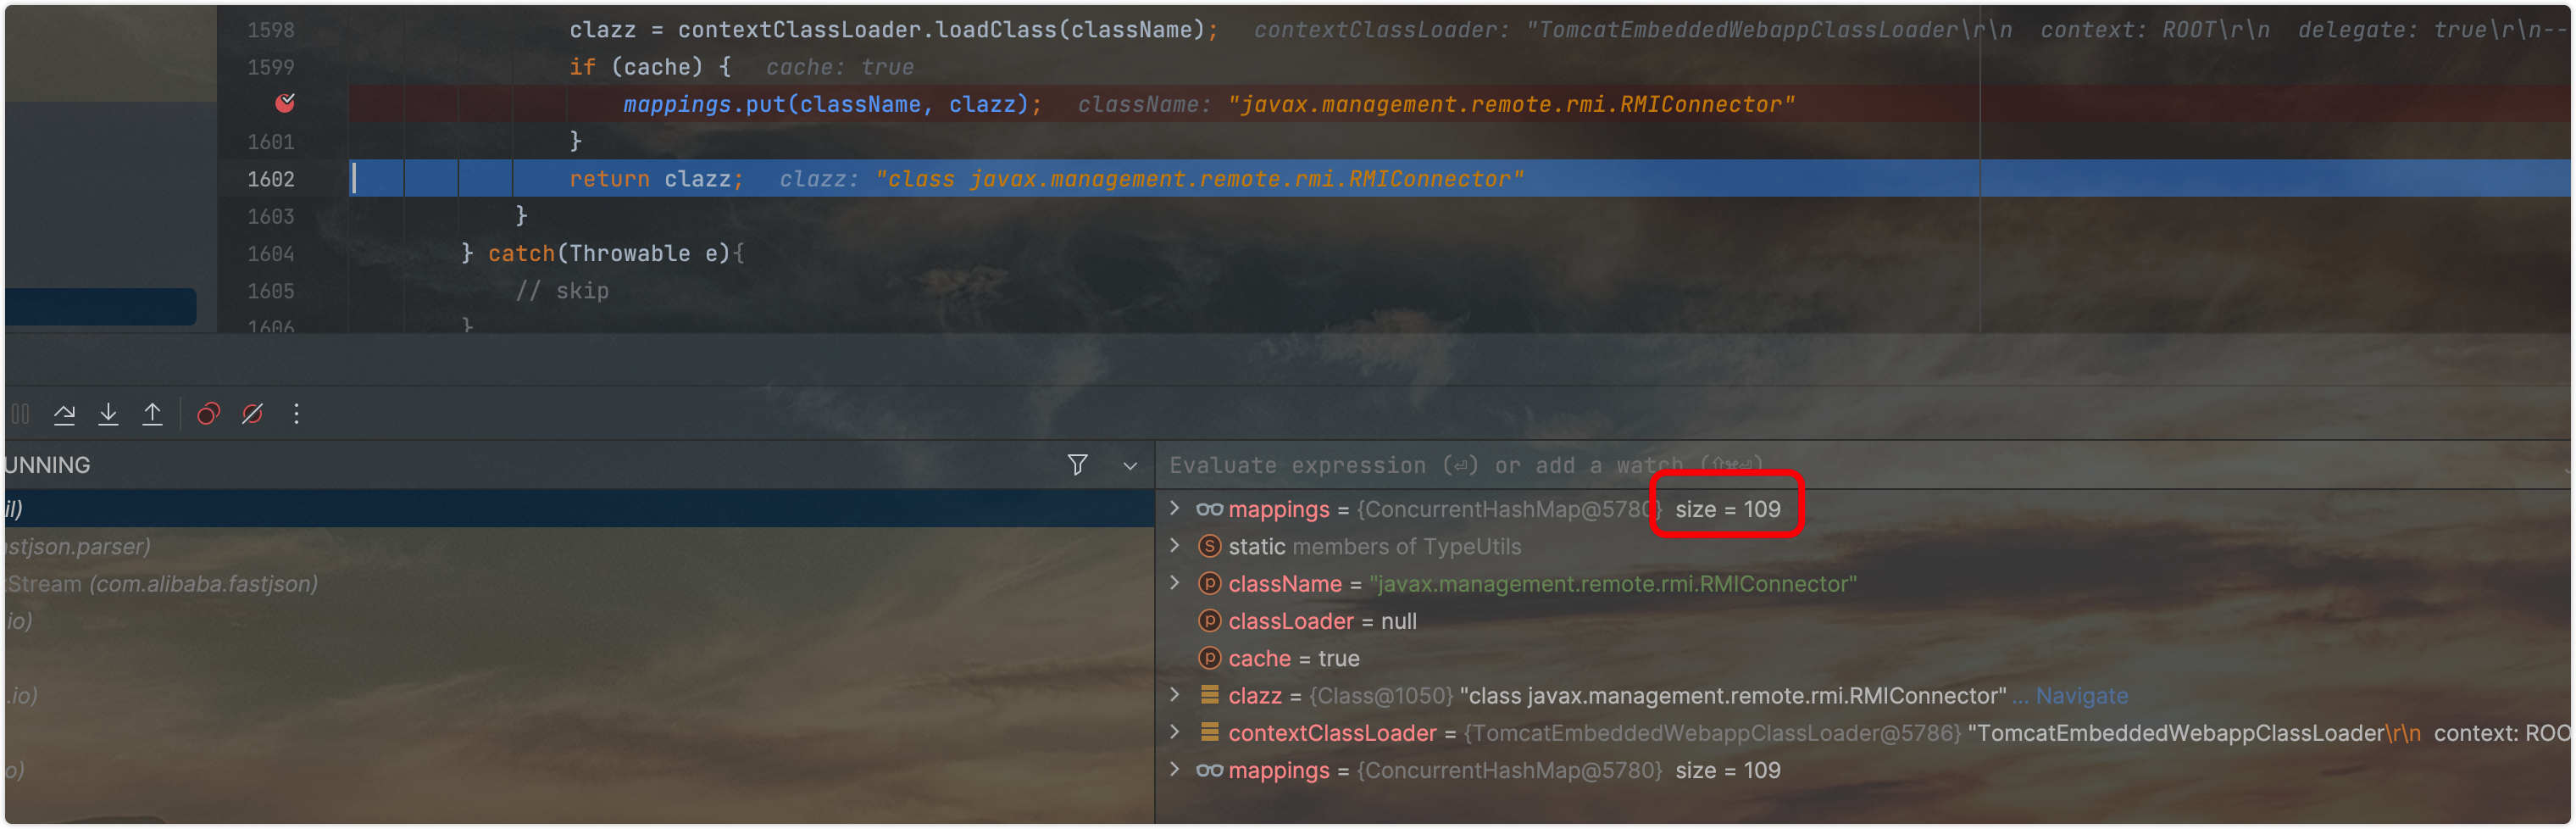 1598 clazz = contextClassLoader.loadClass(className); contextClassLoader: "TomcatEmbeddedWebappClassLoader\r\n context: ROOT\r\n delegate: true\r\n--
1599 if (cache) { cache: true
mappings.put(className, clazz); className: "javax.management.remote.rmi.RMIConnector"
1601 }
1602 return clazz; clazz: "class javax.management.remote.rmi.RMIConnector"
1603 }
1604 } catch(Throwable e){
1605 // skip
1606 }
UNNING
il)
astjson.parser)
tStream (com.alibaba.fastjson)
io)
.io)
o)
Evaluate expression (⏎) or add a watch (⇧⌘⏎)
mappings = {ConcurrentHashMap@5780} size = 109
static members of TypeUtils
className = "javax.management.remote.rmi.RMIConnector"
classLoader = null
cache = true
clazz = {Class@1050} "class javax.management.remote.rmi.RMIConnector" ... Navigate
contextClassLoader = {TomcatEmbeddedWebappClassLoader@5786} "TomcatEmbeddedWebappClassLoader\r\n context: ROO
mappings = {ConcurrentHashMap@5780} size = 109